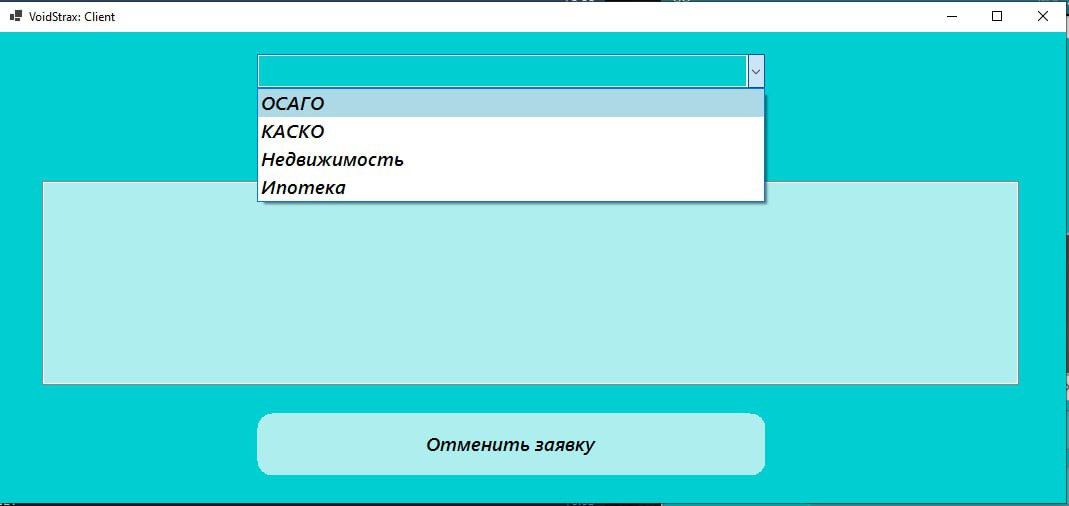 VoidStrax: Client
ОСАГО
КАСКО
Недвижимость
Ипотека
Отменить заявку